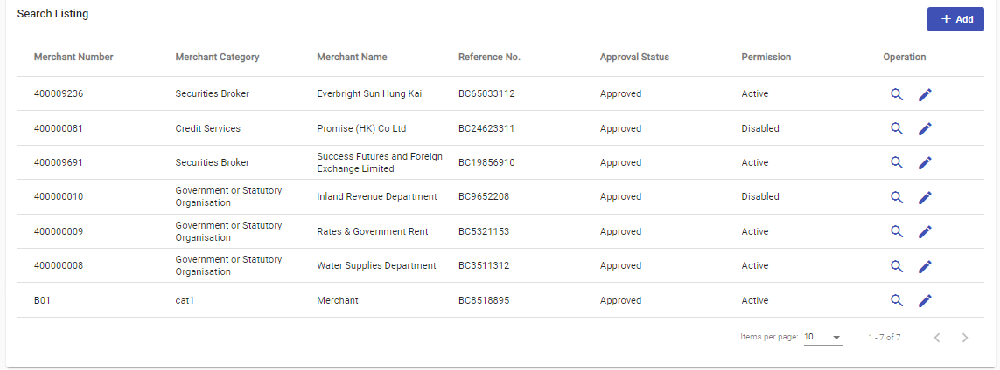 Search Listing
+ Add
Merchant Number Merchant Category Merchant Name Reference No. Approval Status Permission Operation
400009236 Securities Broker Everbright Sun Hung Kai BC65033112 Approved Active
400000081 Credit Services Promise (HK) Co Ltd BC24623311 Approved Disabled
400009691 Securities Broker Success Futures and Foreign Exchange Limited BC19856910 Approved Active
400000010 Government or Statutory Organisation Inland Revenue Department BC9652208 Approved Disabled
400000009 Government or Statutory Organisation Rates & Government Rent BC5321153 Approved Active
400000008 Government or Statutory Organisation Water Supplies Department BC3511312 Approved Active
B01 cat1 Merchant BC8518895 Approved Active
Items per page: 10 1 - 7 of 7